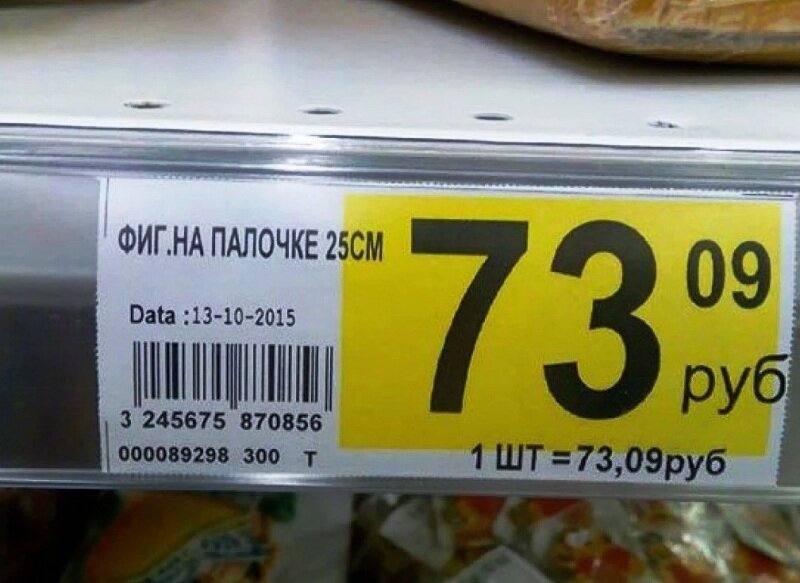 ФИГ.НА ПАЛОЧКЕ 25СМ
73 09
руб
Data :13-10-2015
3 245675 870856
000089298 300 Т
1 ШТ =73,09руб